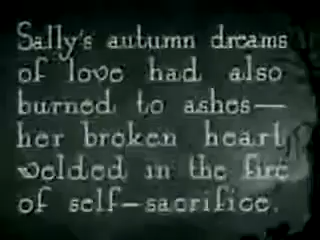 Sally's autumn dreams
of love had also
burned to ashes—
her broken heart
welded in the fire
of self-sacrifice.